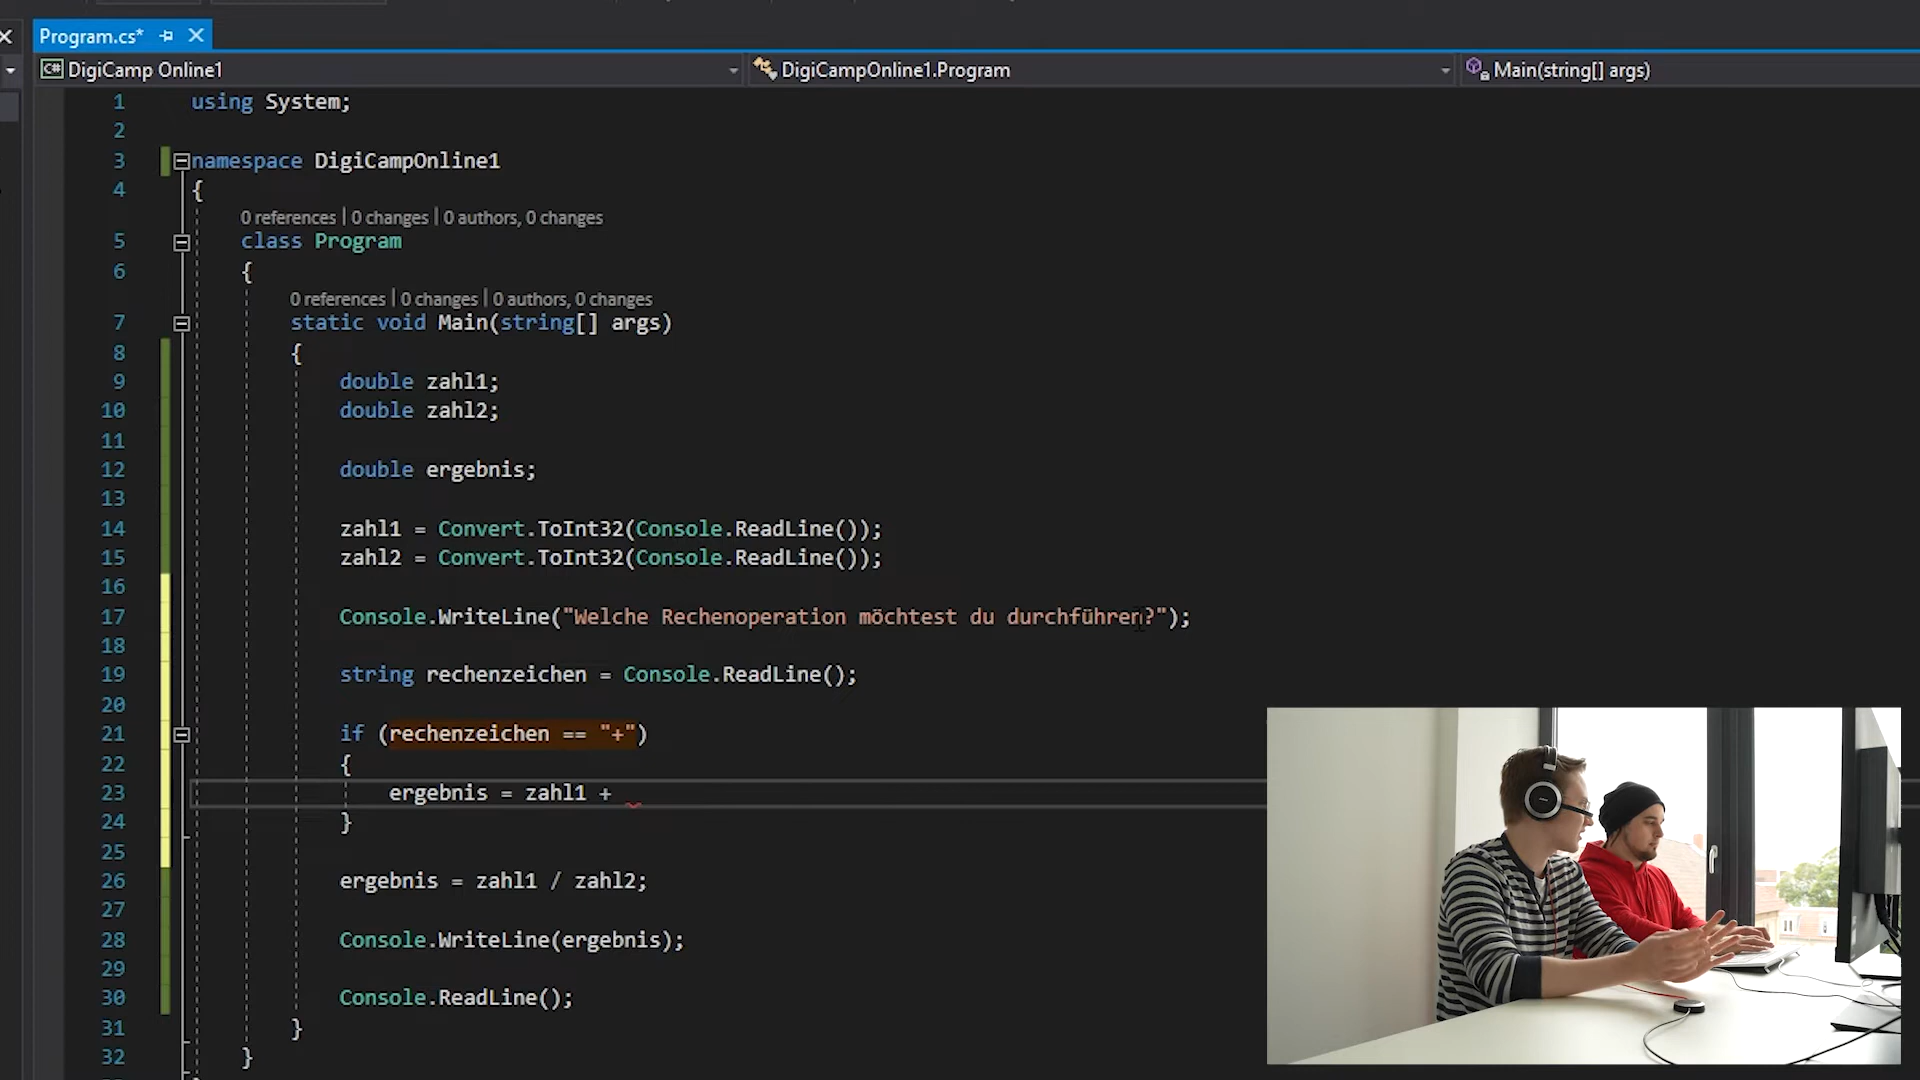 Program.cs*
DigiCamp Online1
DigiCampOnline1.Program
Main(string[] args)
1 using System;
2
3 namespace DigiCampOnline1
4 {
0 references | 0 changes | 0 authors, 0 changes
5 class Program
6 {
0 references | 0 changes | 0 authors, 0 changes
7 static void Main(string[] args)
8 {
9 double zahl1;
10 double zahl2;
11
12 double ergebnis;
13
14 zahl1 = Convert.ToInt32(Console.ReadLine());
15 zahl2 = Convert.ToInt32(Console.ReadLine());
16
17 Console.WriteLine("Welche Rechenoperation möchtest du durchführen?");
18
19 string rechenzeichen = Console.ReadLine();
20
21 if (rechenzeichen == "+")
22 {
23 ergebnis = zahl1 +
24 }
25
26 ergebnis = zahl1 / zahl2;
27
28 Console.WriteLine(ergebnis);
29
30 Console.ReadLine();
31 }
32 }